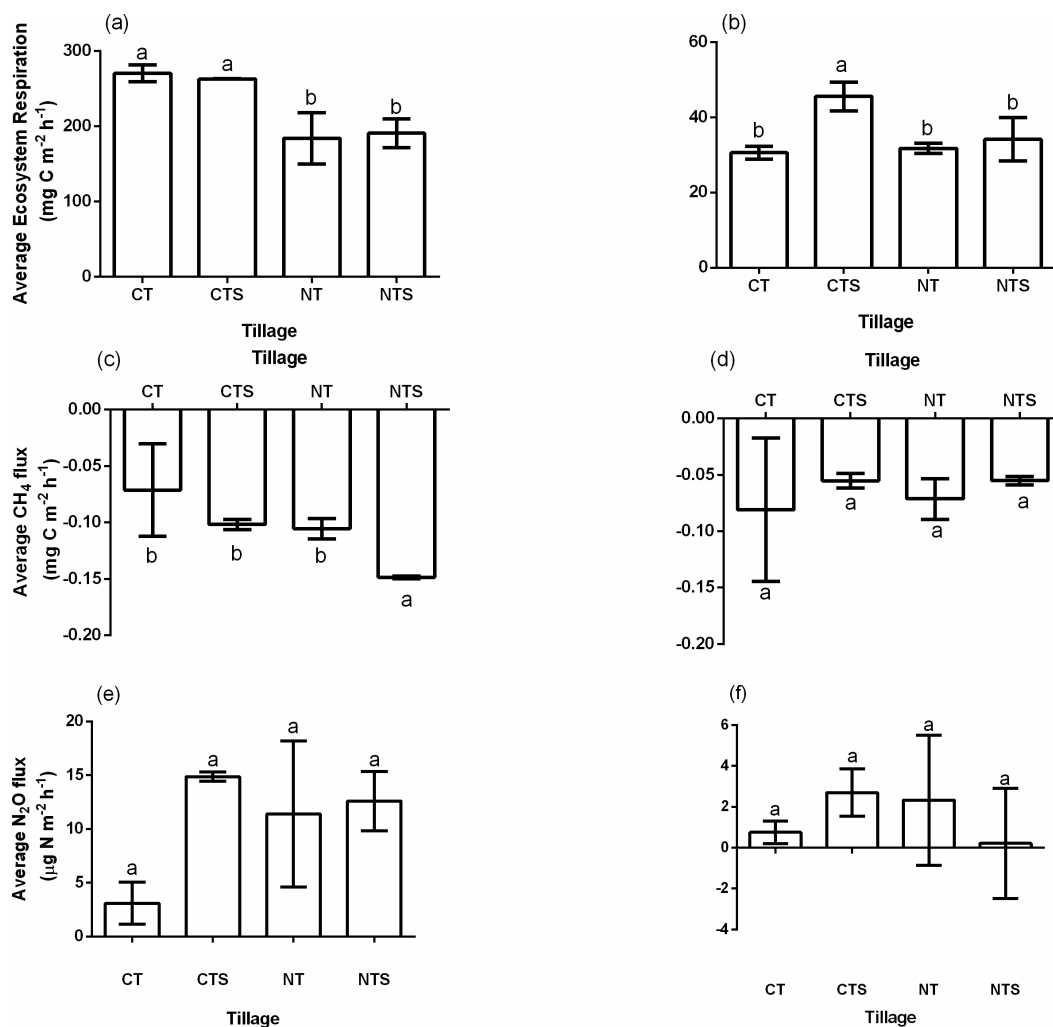 (a)
Average Ecosystem Respiration
(mg C m⁻² h⁻¹)
300
200
100
0
a
a
b
b
CT
CTS
NT
NTS
Tillage
(b)
60
40
20
0
b
a
b
b
CT
CTS
NT
NTS
Tillage
(c)
Tillage
CT
CTS
NT
NTS
Average CH₄ flux
(mg C m⁻² h⁻¹)
0.00
-0.05
-0.10
-0.15
-0.20
b
b
b
a
(d)
Tillage
CT
CTS
NT
NTS
0.00
-0.05
-0.10
-0.15
-0.20
a
a
a
a
(e)
Average N₂O flux
(µg N m⁻² h⁻¹)
20
15
10
5
0
a
a
a
a
CT
CTS
NT
NTS
Tillage
(f)
6
4
2
0
-2
-4
a
a
a
a
CT
CTS
NT
NTS
Tillage